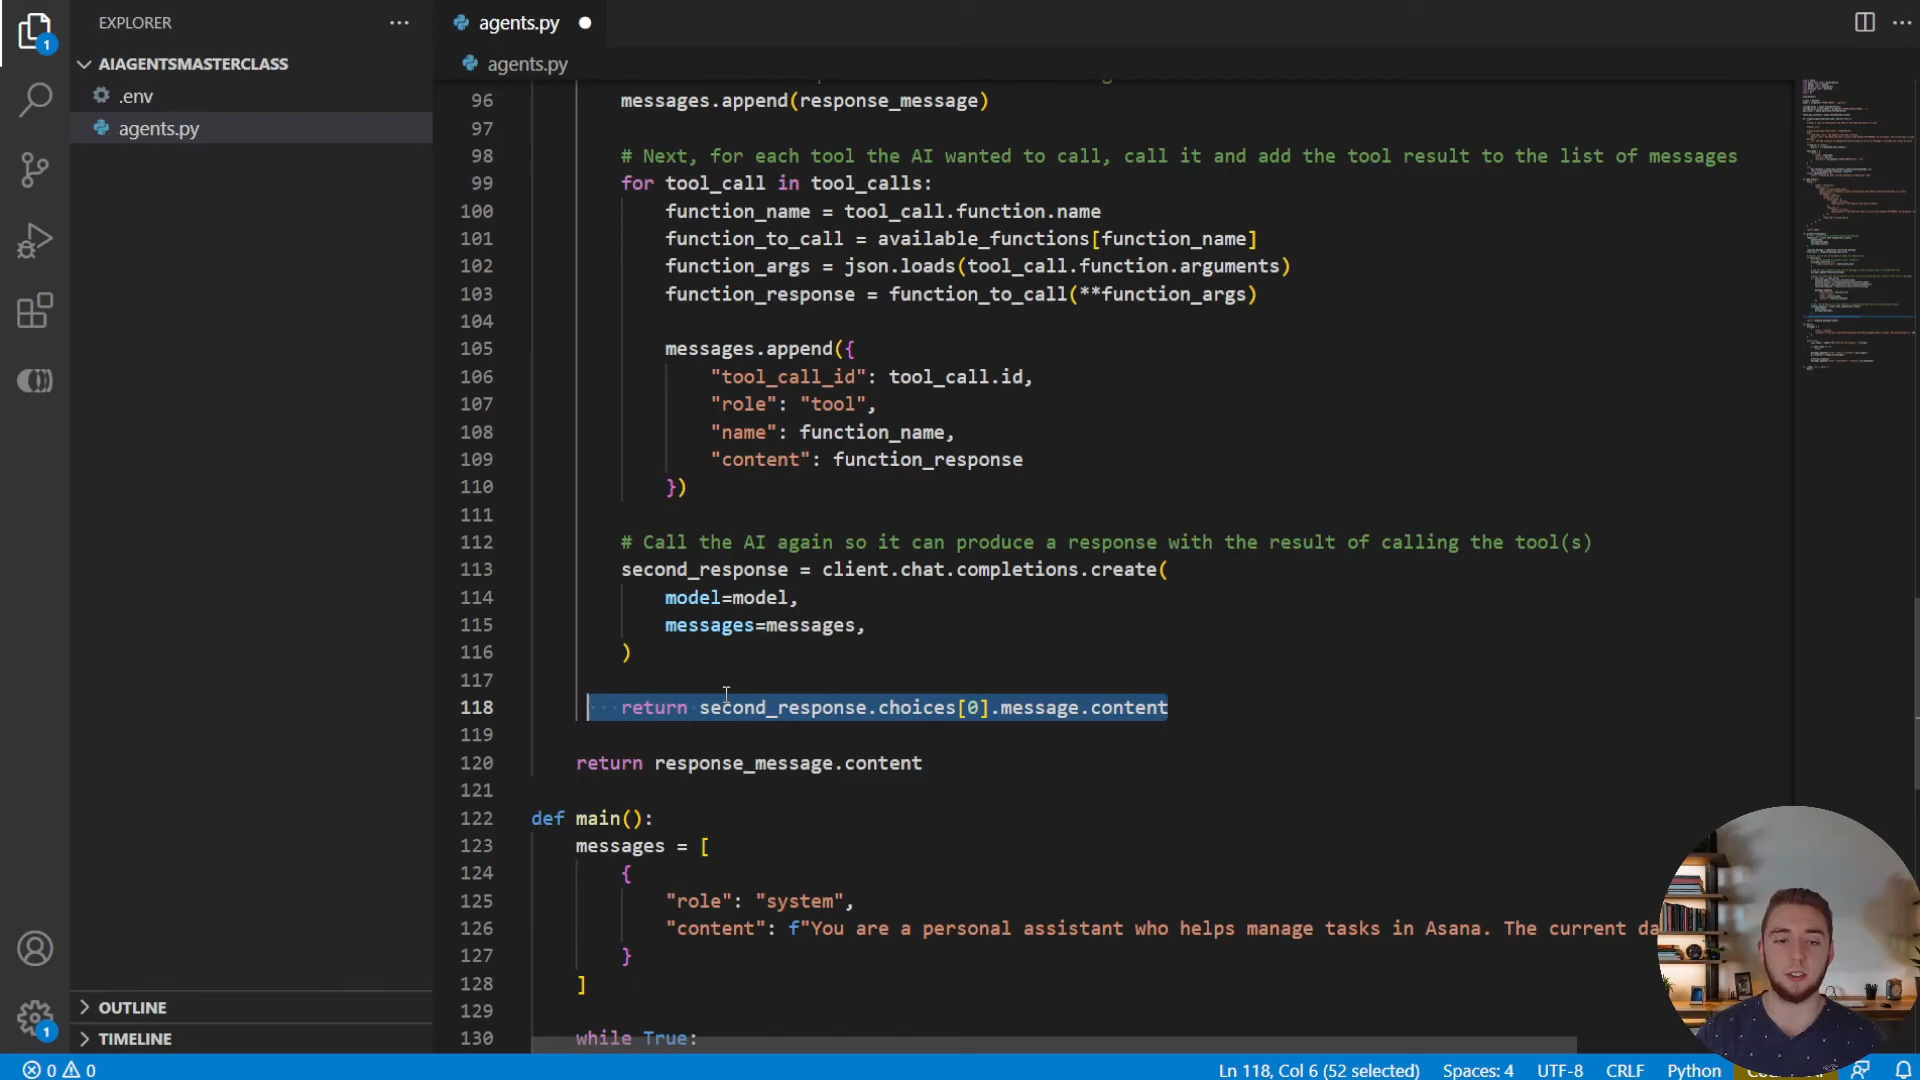 EXPLORER
AIAGENTSMASTERCLASS
.env
agents.py
OUTLINE
TIMELINE
agents.py
agents.py
96 messages.append(response_message)
97
98 # Next, for each tool the AI wanted to call, call it and add the tool result to the list of messages
99 for tool_call in tool_calls:
100 function_name = tool_call.function.name
101 function_to_call = available_functions[function_name]
102 function_args = json.loads(tool_call.function.arguments)
103 function_response = function_to_call(**function_args)
104
105 messages.append({
106 "tool_call_id": tool_call.id,
107 "role": "tool",
108 "name": function_name,
109 "content": function_response
110 })
111
112 # Call the AI again so it can produce a response with the result of calling the tool(s)
113 second_response = client.chat.completions.create(
114 model=model,
115 messages=messages,
116 )
117
118 return second_response.choices[0].message.content
119
120 return response_message.content
121
122 def main():
123 messages = [
124 {
125 "role": "system",
126 "content": f"You are a personal assistant who helps manage tasks in Asana. The current da
127 }
128 ]
129
130 while True:
1
1
0 0
Ln 118, Col 6 (52 selected)
Spaces: 4
UTF-8
CRLF
Python